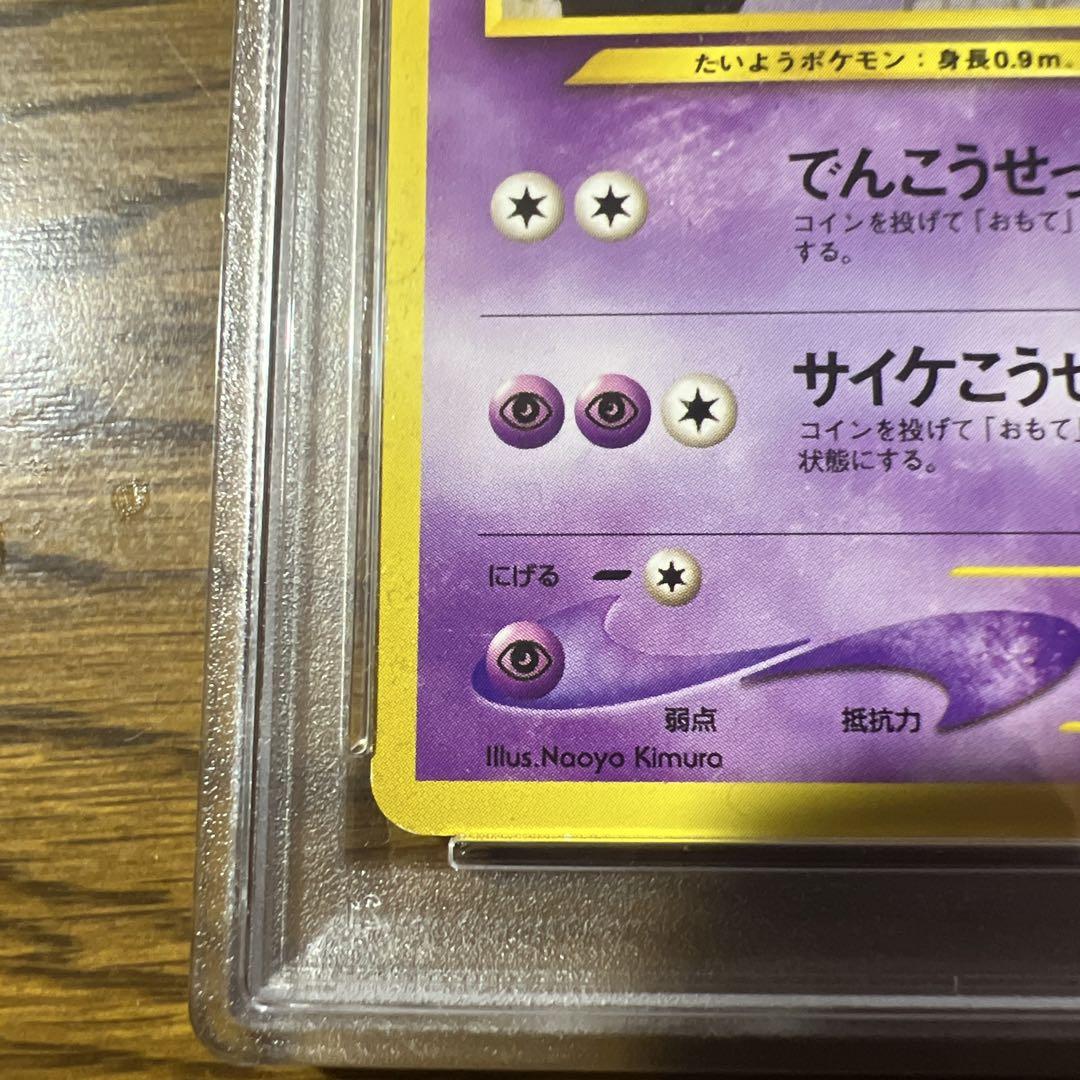 たいようポケモン：身長0.9m。
でんこうせっ
コインを投げて「おもて」
する。
サイケこうせ
コインを投げて「おもて」
状態にする。
にげる
弱点
抵抗力
Illus.Naoyo Kimura